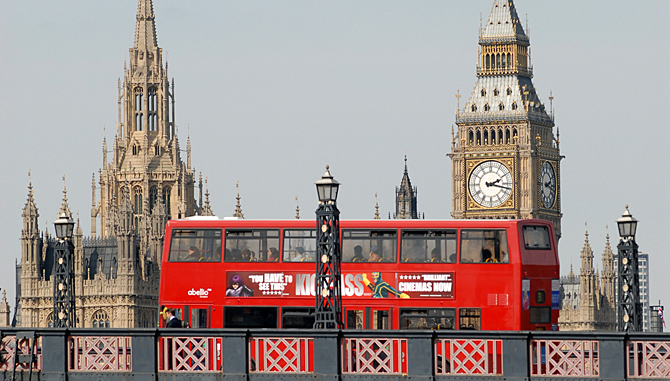 abellio
"YOU HAVE TO
SEE THIS"
KICK-ASS
"BRILLIANT."
CINEMAS NOW